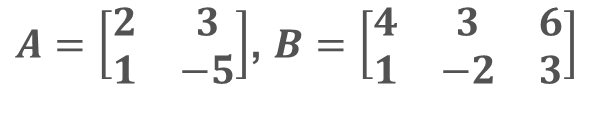 A = [2 3; 1 −5], B = [4 3 6; 1 −2 3]